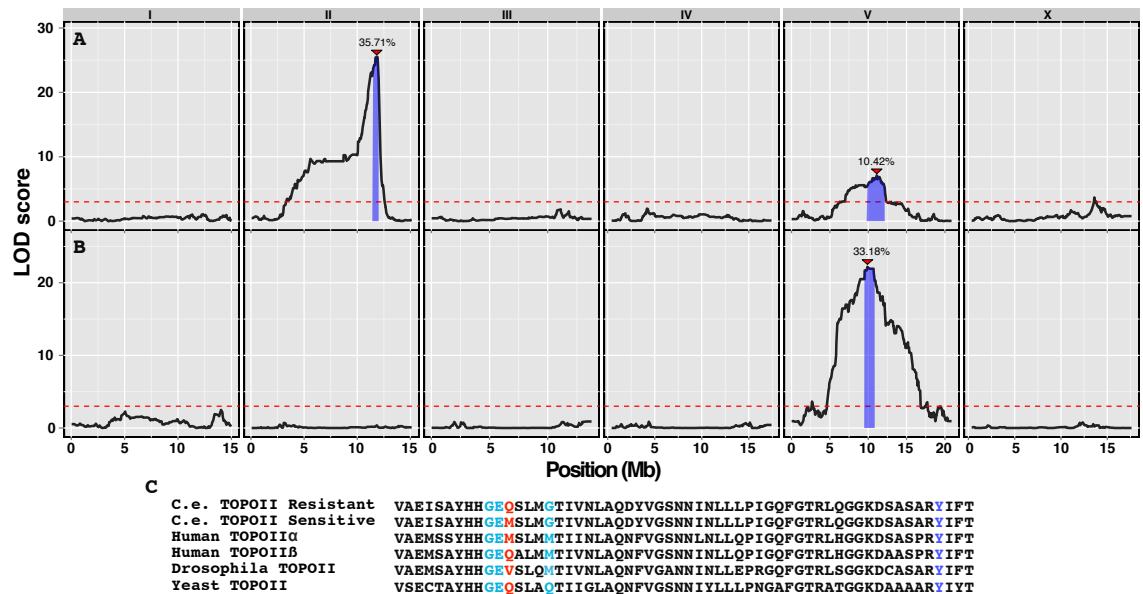 I II III IV V X
30
A
35.71%
20
10
10.42%
0
LOD score
B
33.18%
20
10
0
0 5 10 15 0 5 10 15 0 5 10 0 5 10 15 0 5 10 15 20 0 5 10 15
Position (Mb)
C
C.e. TOPOII Resistant VAEISAYHHGEQSLMGTIVNLAQDYVGSNNINLLLPIGQFGTRLQGGKDSASARYIFT
C.e. TOPOII Sensitive VAEISAYHHGEMSLMGTIVNLAQDYVGSNNINLLLPIGQFGTRLQGGKDSASARYIFT
Human TOPOIIα VAEMSSYHHGEMSLMMTIINLAQNFVGSNNLNLLQPIGQFGTRLHGGKDSASPRYIFT
Human TOPOIIß VAEMSAYHHGEQALMMTIVNLAQNFVGSNNINLLQPIGQFGTRLHGGKDAASPRYIFT
Drosophila TOPOII VAEMSAYHHGEVSLQMTIVNLAQNFVGANNINLLEPRGQFGTRLSGGKDCASARYIFT
Yeast TOPOII VSECTAYHHGEQSLAQTIIGLAQNFVGSNNIYLLLPNGAFGTRATGGKDAAAARYIYT